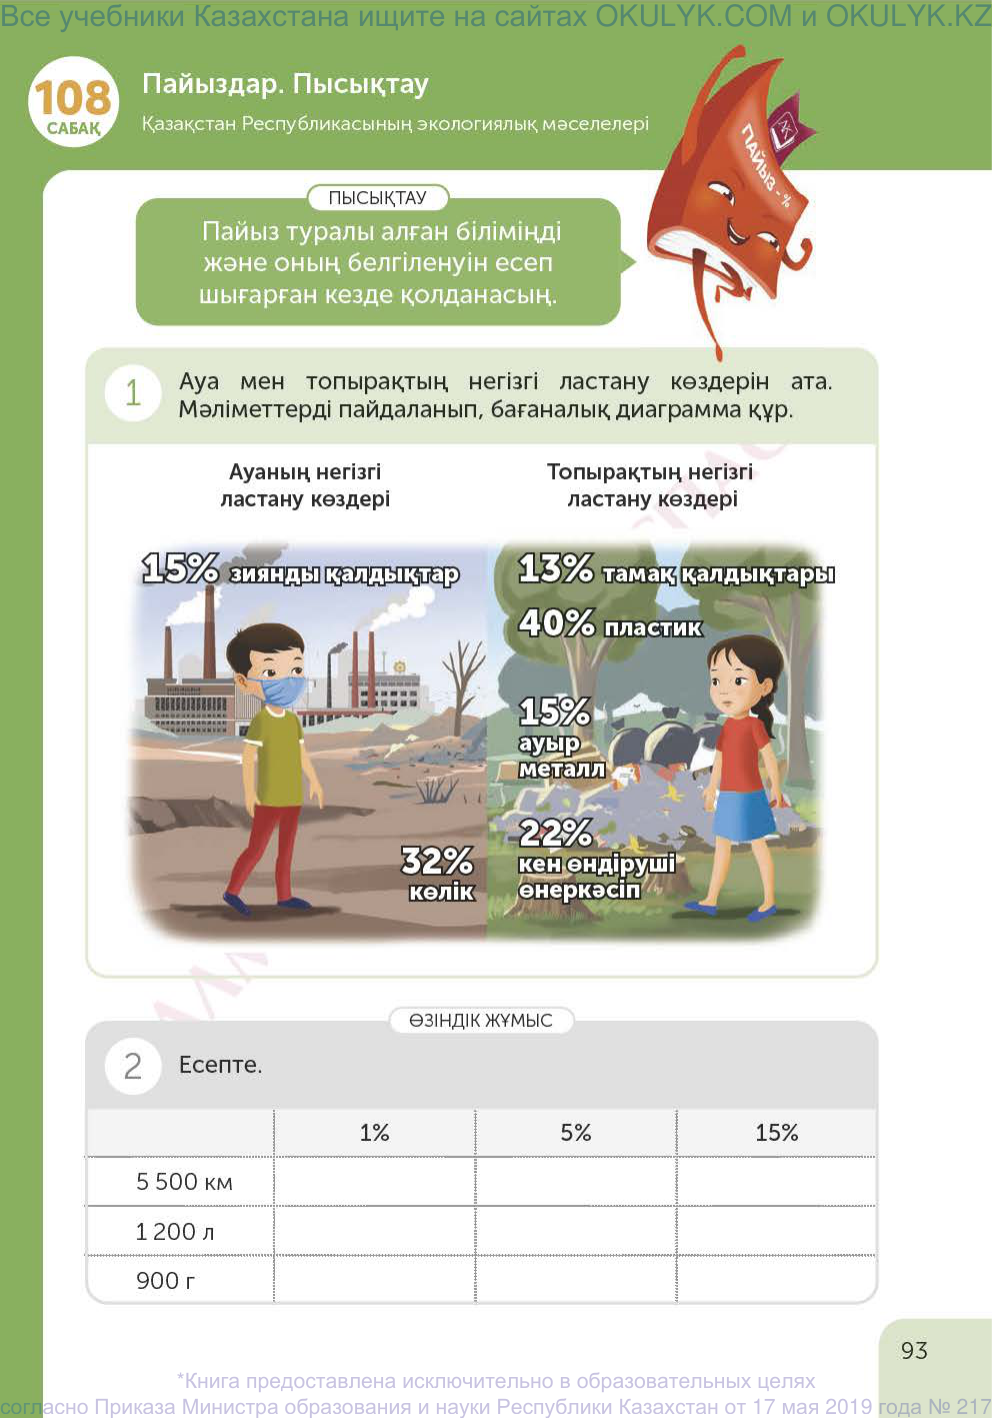 Все учебники Казахстана ищите на сайтах OKULYK.COM и OKULYK.KZ
108
САБАҚ
Пайыздар. Пысықтау
Қазақстан Республикасының экологиялық мәселелері
ПАЙЫЗ - %
ПЫСЫҚТАУ
Пайыз туралы алған біліміңді
және оның белгіленуін есеп
шығарған кезде қолданасың.
1
Ауа мен топырақтың негізгі ластану көздерін ата.
Мәліметтерді пайдаланып, бағаналық диаграмма құр.
Ауаның негізгі
ластану көздері
Топырақтың негізгі
ластану көздері
15% зиянды қалдықтар
13% тамақ қалдықтары
40% пластик
15%
ауыр
металл
32%
көлік
22%
кен өндіруші
өнеркәсіп
ӨЗІНДІК ЖҰМЫС
2
Есепте.
1% 5% 15%
5 500 км
1 200 л
900 г
93
*Книга предоставлена исключительно в образовательных целях
согласно Приказа Министра образования и науки Республики Казахстан от 17 мая 2019 года № 217